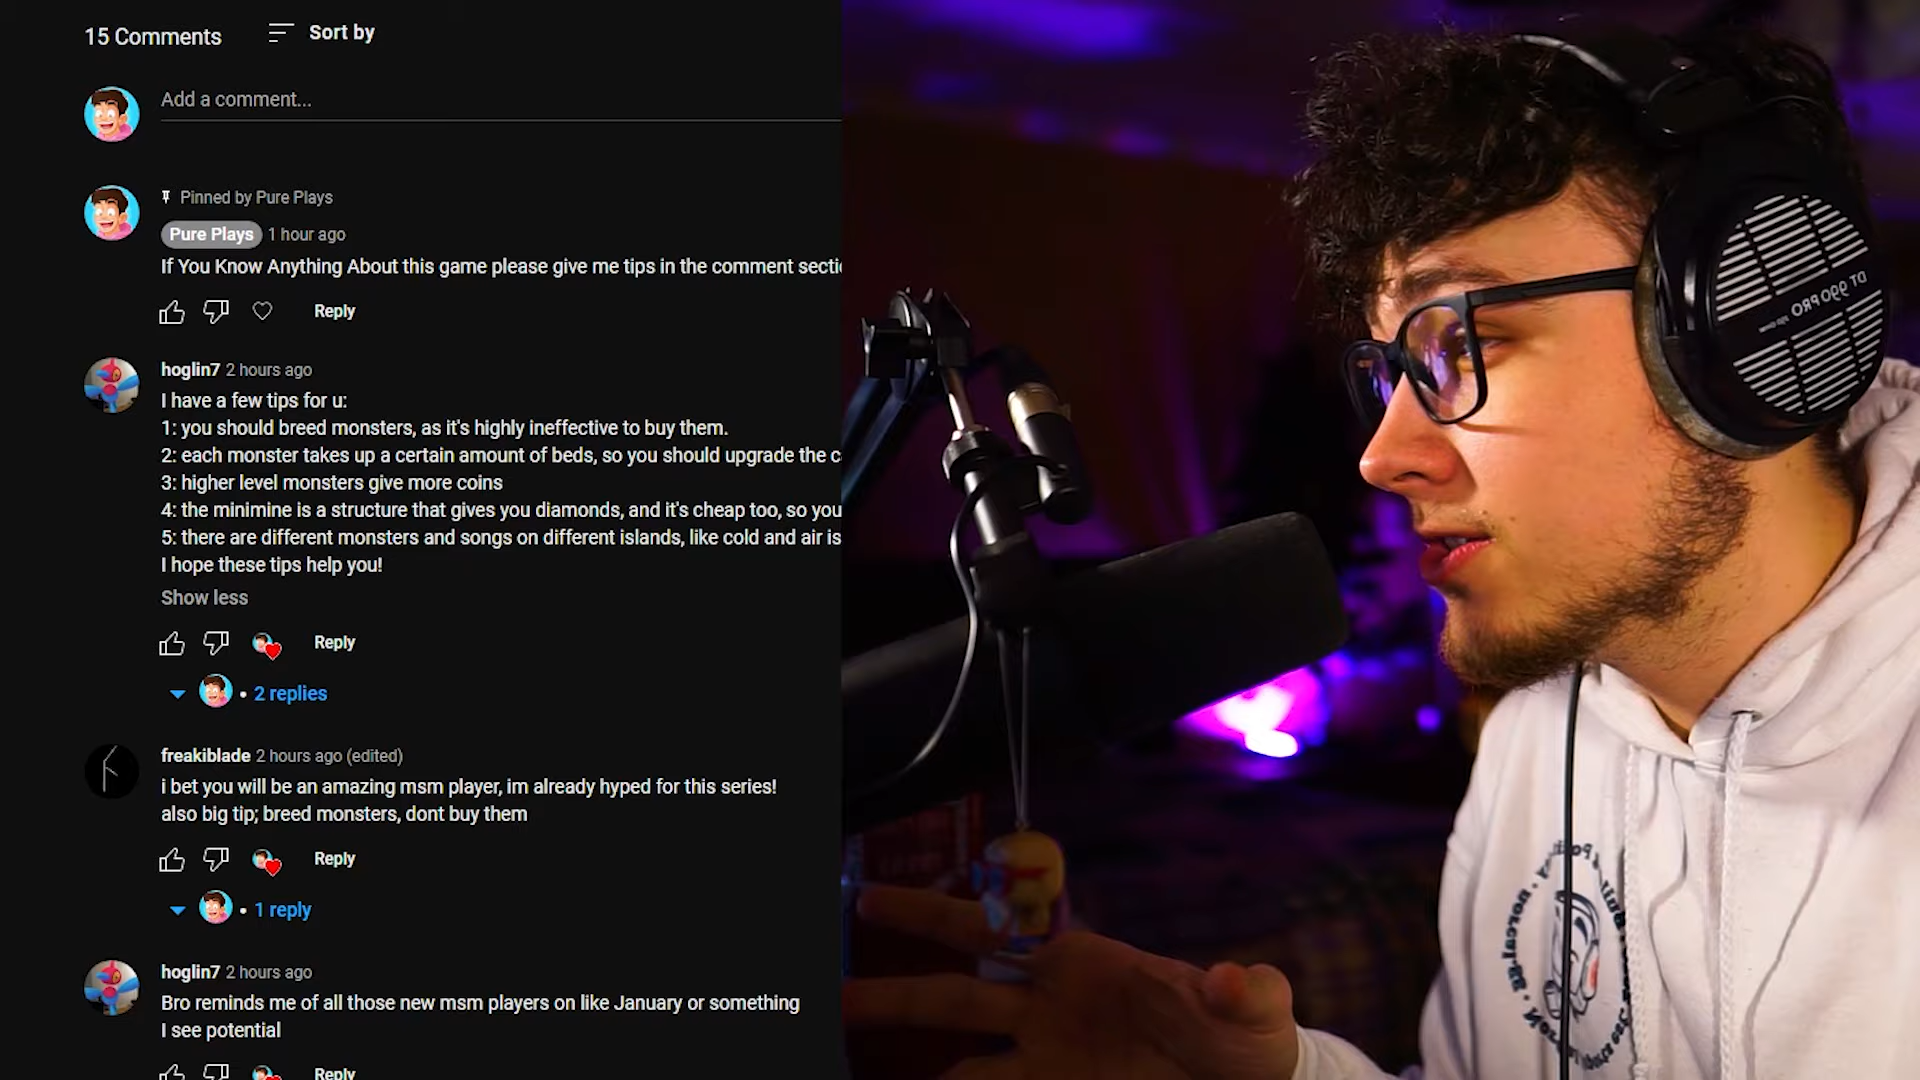 15 Comments
Sort by
Add a comment...
Pinned by Pure Plays
Pure Plays 1 hour ago
If You Know Anything About this game please give me tips in the comment secti
Reply
hoglin7 2 hours ago
I have a few tips for u:
1: you should breed monsters, as it's highly ineffective to buy them.
2: each monster takes up a certain amount of beds, so you should upgrade the c
3: higher level monsters give more coins
4: the minimine is a structure that gives you diamonds, and it's cheap too, so you
5: there are different monsters and songs on different islands, like cold and air is
I hope these tips help you!
Show less
Reply
2 replies
freakiblade 2 hours ago (edited)
i bet you will be an amazing msm player, im already hyped for this series!
also big tip; breed monsters, dont buy them
Reply
1 reply
hoglin7 2 hours ago
Bro reminds me of all those new msm players on like January or something
I see potential
Reply
DT 990 PRO